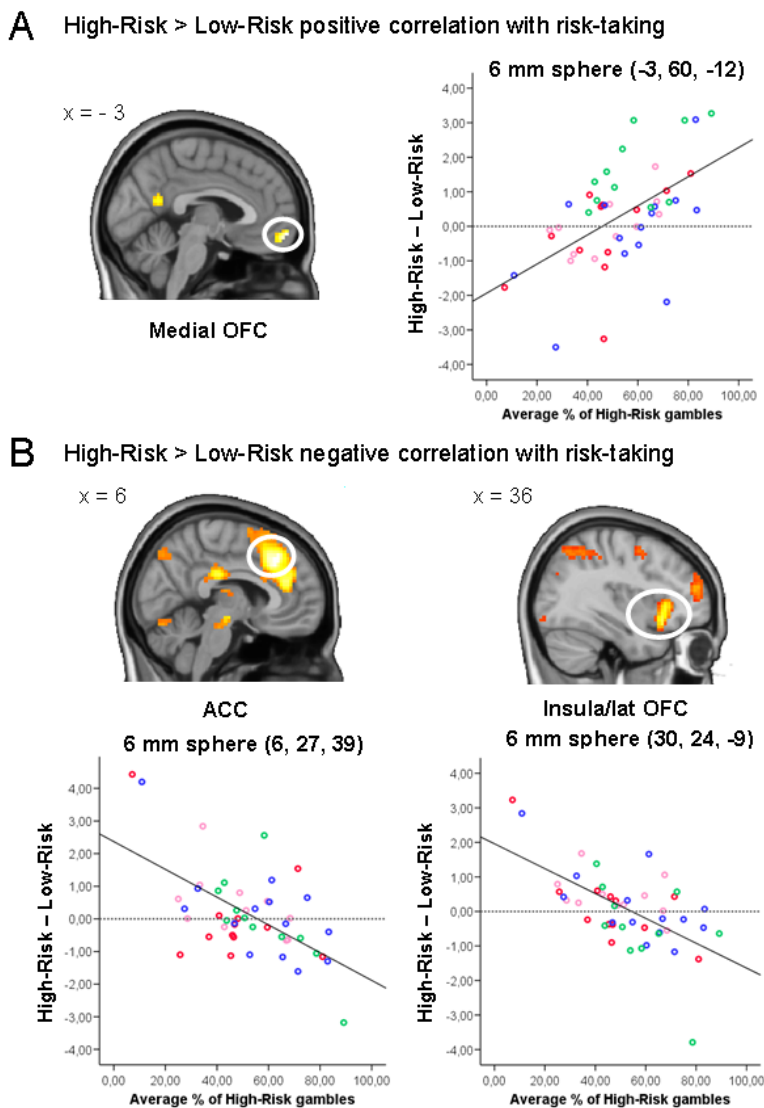 A High-Risk > Low-Risk positive correlation with risk-taking
x = - 3
6 mm sphere (-3, 60, -12)
High-Risk – Low-Risk
4,00
3,00
2,00
1,00
0,00
-1,00
-2,00
-3,00
-4,00
0,00 20,00 40,00 60,00 80,00 100,00
Average % of High-Risk gambles
Medial OFC
B High-Risk > Low-Risk negative correlation with risk-taking
x = 6
x = 36
ACC
Insula/lat OFC
6 mm sphere (6, 27, 39)
High-Risk – Low-Risk
4,00
3,00
2,00
1,00
0,00
-1,00
-2,00
-3,00
-4,00
0,00 20,00 40,00 60,00 80,00 100,00
Average % of High-Risk gambles
6 mm sphere (30, 24, -9)
High-Risk – Low-Risk
4,00
3,00
2,00
1,00
0,00
-1,00
-2,00
-3,00
-4,00
0,00 20,00 40,00 60,00 80,00 100,00
Average % of High-Risk gambles